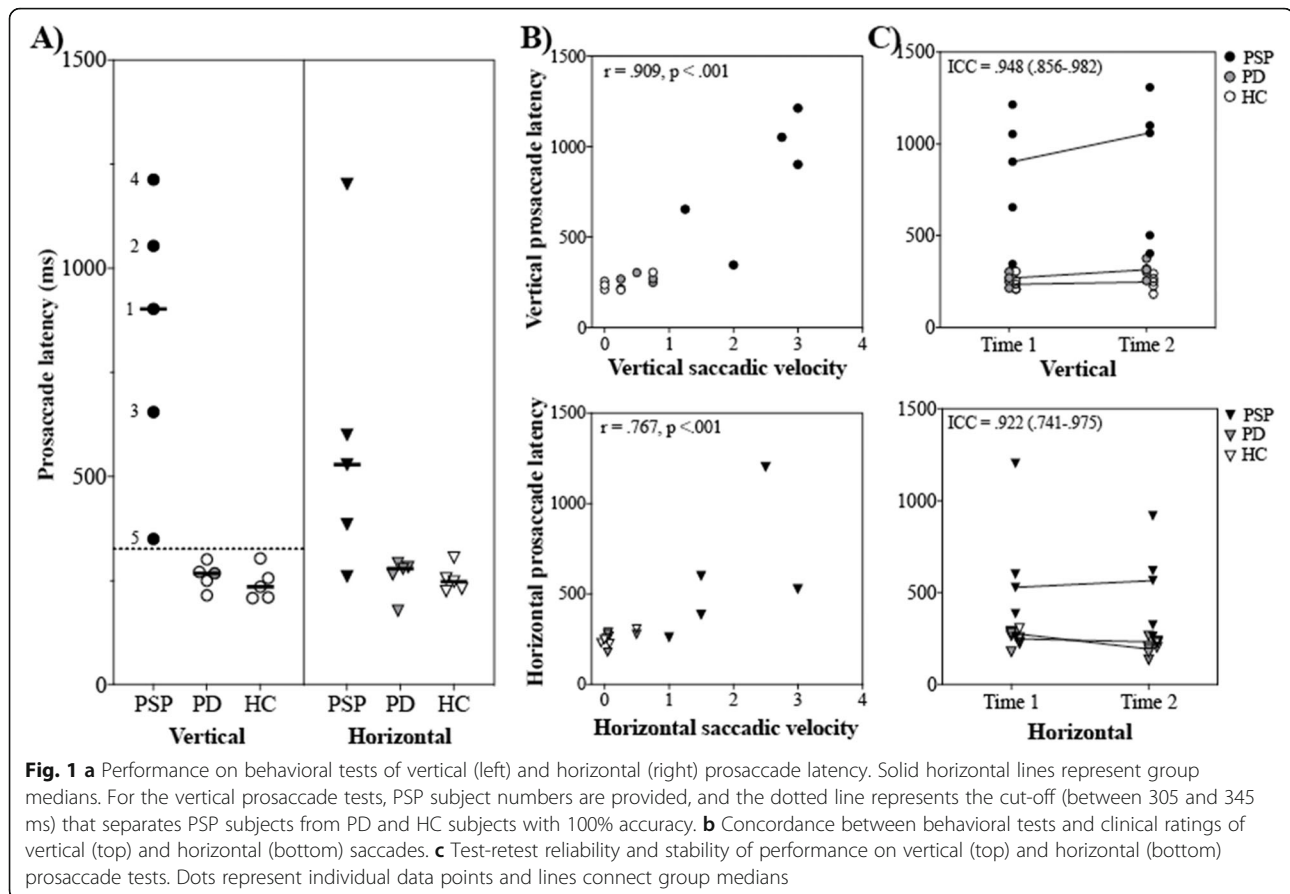 A)
1500
1000
500
0
Prosaccade latency (ms)
4
2
1
3
5
PSP PD HC PSP PD HC
Vertical Horizontal
B)
1500
1000
500
0
r = .909, p < .001
Vertical prosaccade latency
0 1 2 3 4
Vertical saccadic velocity
1500
1000
500
0
r = .767, p <.001
Horizontal prosaccade latency
0 1 2 3 4
Horizontal saccadic velocity
C)
1500
1000
500
0
ICC = .948 (.856-.982)
PSP
PD
HC
Time 1 Time 2
Vertical
1500
1000
500
0
ICC = .922 (.741-.975)
PSP
PD
HC
Time 1 Time 2
Horizontal
Fig. 1 a Performance on behavioral tests of vertical (left) and horizontal (right) prosaccade latency. Solid horizontal lines represent group
medians. For the vertical prosaccade tests, PSP subject numbers are provided, and the dotted line represents the cut-off (between 305 and 345
ms) that separates PSP subjects from PD and HC subjects with 100% accuracy. b Concordance between behavioral tests and clinical ratings of
vertical (top) and horizontal (bottom) saccades. c Test-retest reliability and stability of performance on vertical (top) and horizontal (bottom)
prosaccade tests. Dots represent individual data points and lines connect group medians